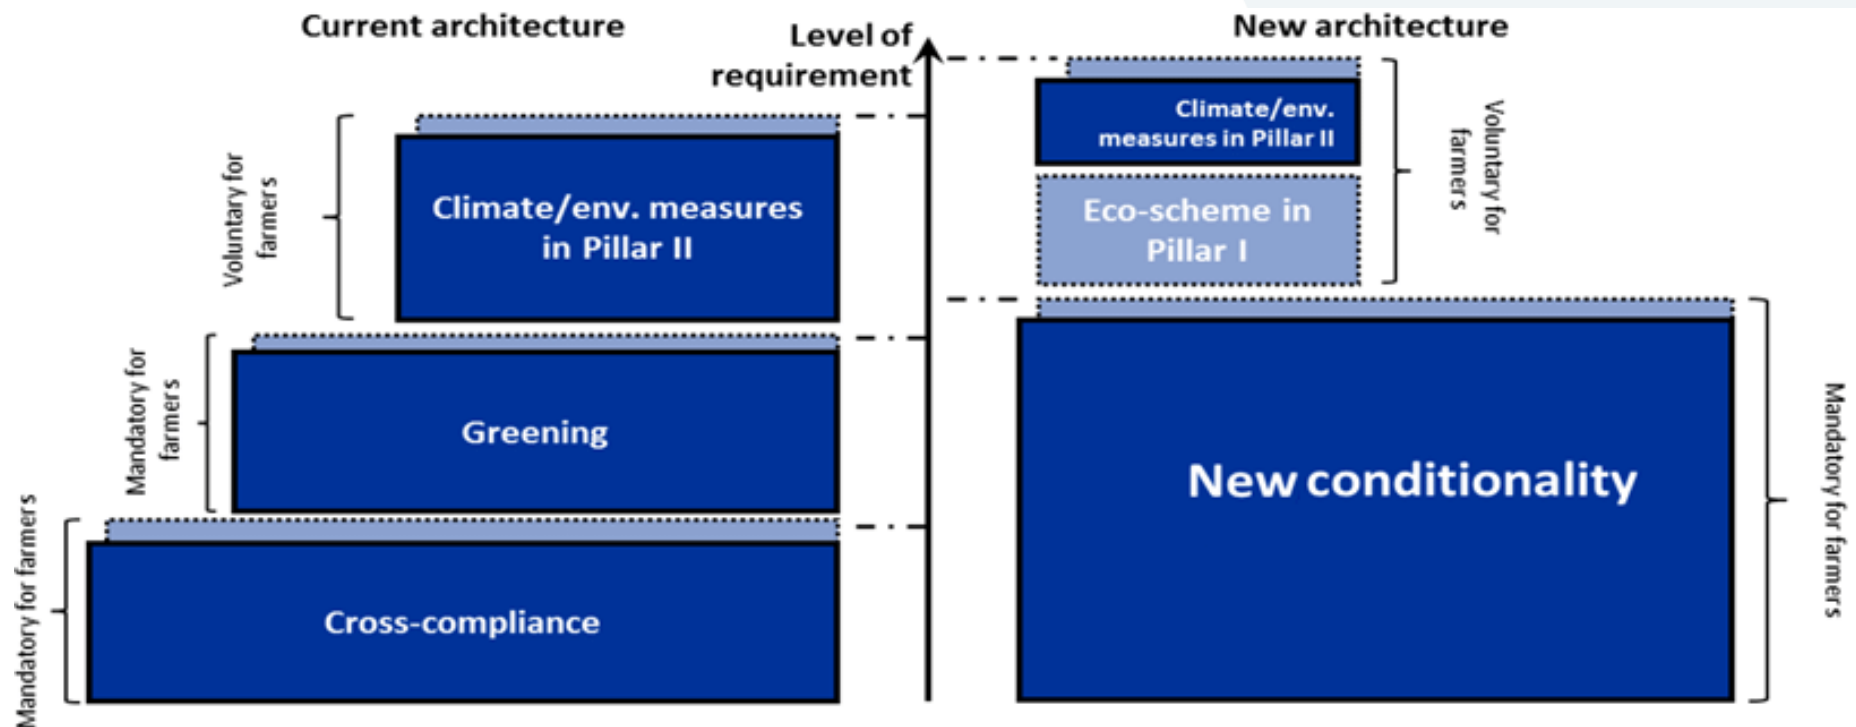 Current architecture
Level of
requirement
New architecture
Voluntary for
farmers
Climate/env. measures
in Pillar II
Mandatory for
farmers
Greening
Mandatory for farmers
Cross-compliance
Climate/env.
measures in Pillar II
Eco-scheme in
Pillar I
Voluntary for
farmers
New conditionality
Mandatory for farmers